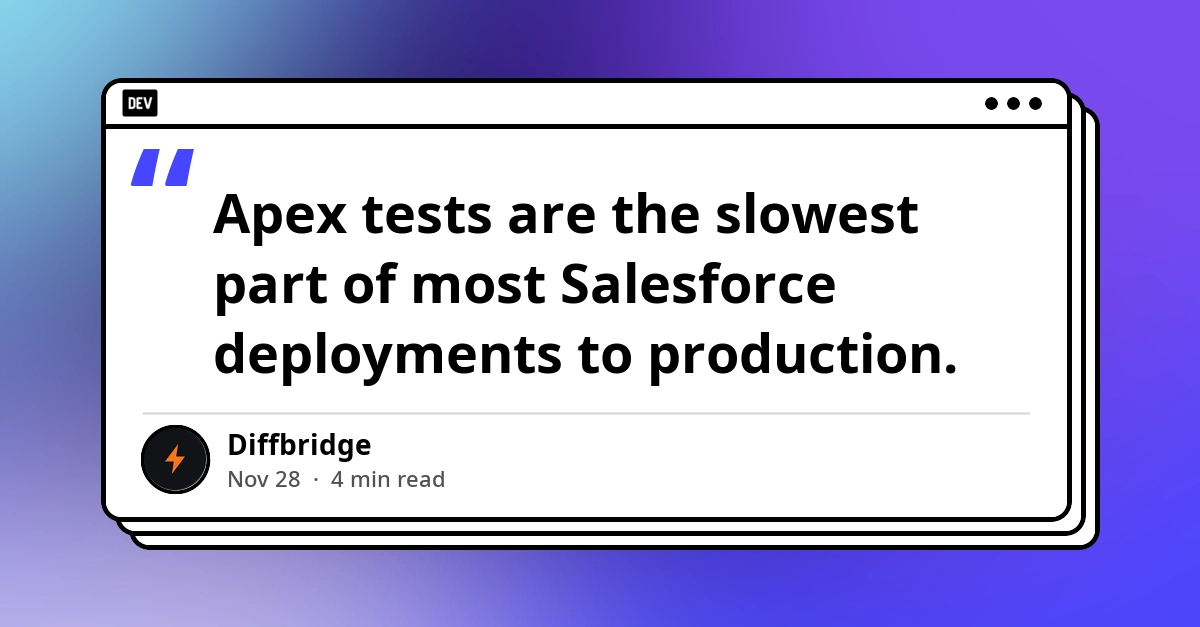 DEV
“
Apex tests are the slowest
part of most Salesforce
deployments to production.
Diffbridge
Nov 28 · 4 min read